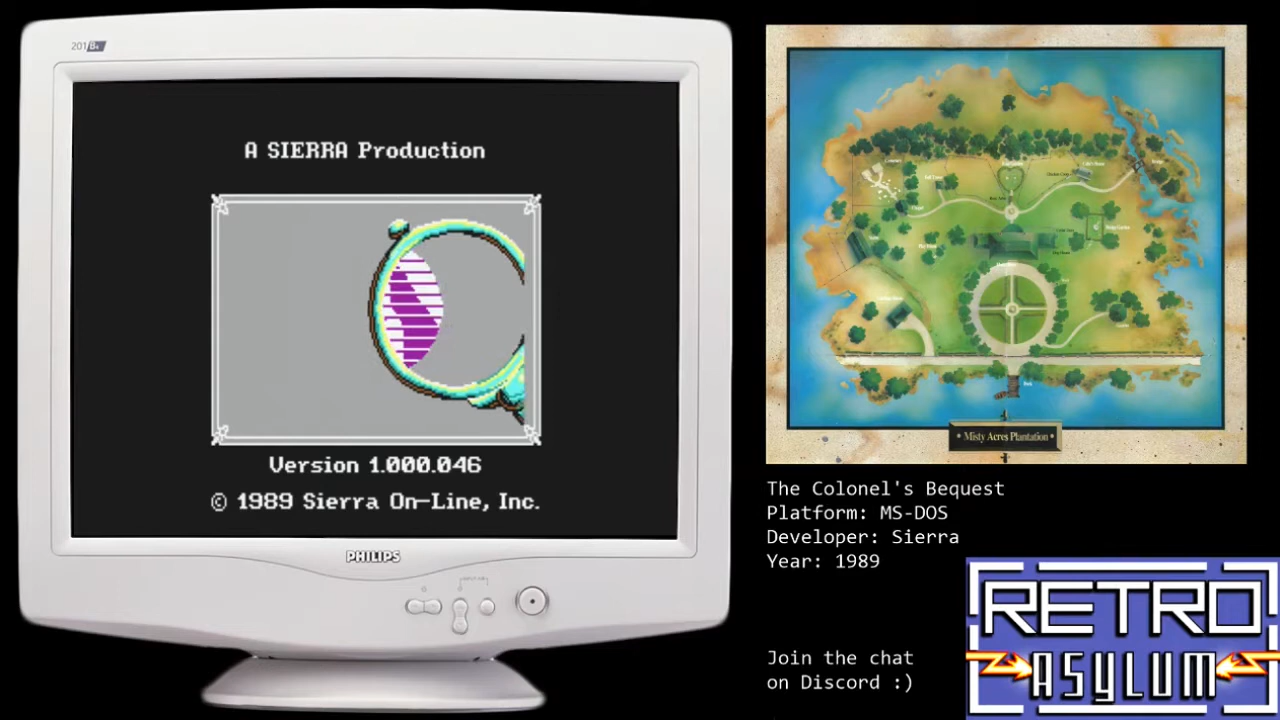 201B4
A SIERRA Production
Version 1.000.046
© 1989 Sierra On-Line, Inc.
PHILIPS
Misty Acres Plantation
The Colonel's Bequest
Platform: MS-DOS
Developer: Sierra
Year: 1989
Join the chat
on Discord :)
RETRO
ASYLUM